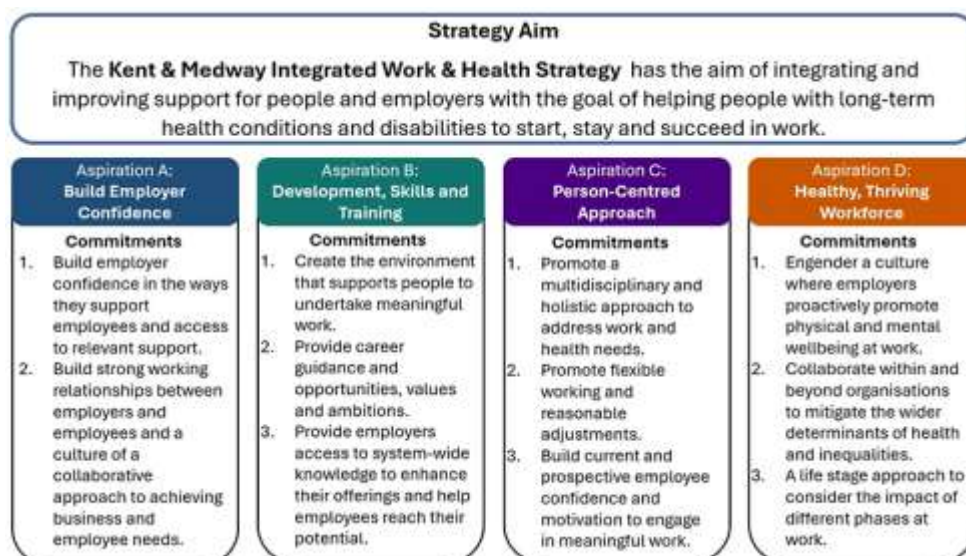 Strategy Aim
The Kent & Medway Integrated Work & Health Strategy has the aim of integrating and
improving support for people and employers with the goal of helping people with long-term
health conditions and disabilities to start, stay and succeed in work.
Aspiration A:
Build Employer
Confidence
Commitments
1. Build employer
confidence in the ways
they support
employees and access
to relevant support.
2. Build strong working
relationships between
employers and
employees and a
culture of a
collaborative
approach to achieving
business and
employee needs.
Aspiration B:
Development, Skills and
Training
Commitments
1. Create the environment
that supports people to
undertake meaningful
work.
2. Provide career
guidance and
opportunities, values
and ambitions.
3. Provide employers
access to system-wide
knowledge to enhance
their offerings and help
employees reach their
potential.
Aspiration C:
Person-Centred
Approach
Commitments
1. Promote a
multidisciplinary and
holistic approach to
address work and
health needs.
2. Promote flexible
working and
reasonable
adjustments.
3. Build current and
prospective employee
confidence and
motivation to engage
in meaningful work.
Aspiration D:
Healthy, Thriving
Workforce
Commitments
1. Engender a culture
where employers
proactively promote
physical and mental
wellbeing at work.
2. Collaborate within and
beyond organisations
to mitigate the wider
determinants of health
and inequalities.
3. A life stage approach to
consider the impact of
different phases at
work.